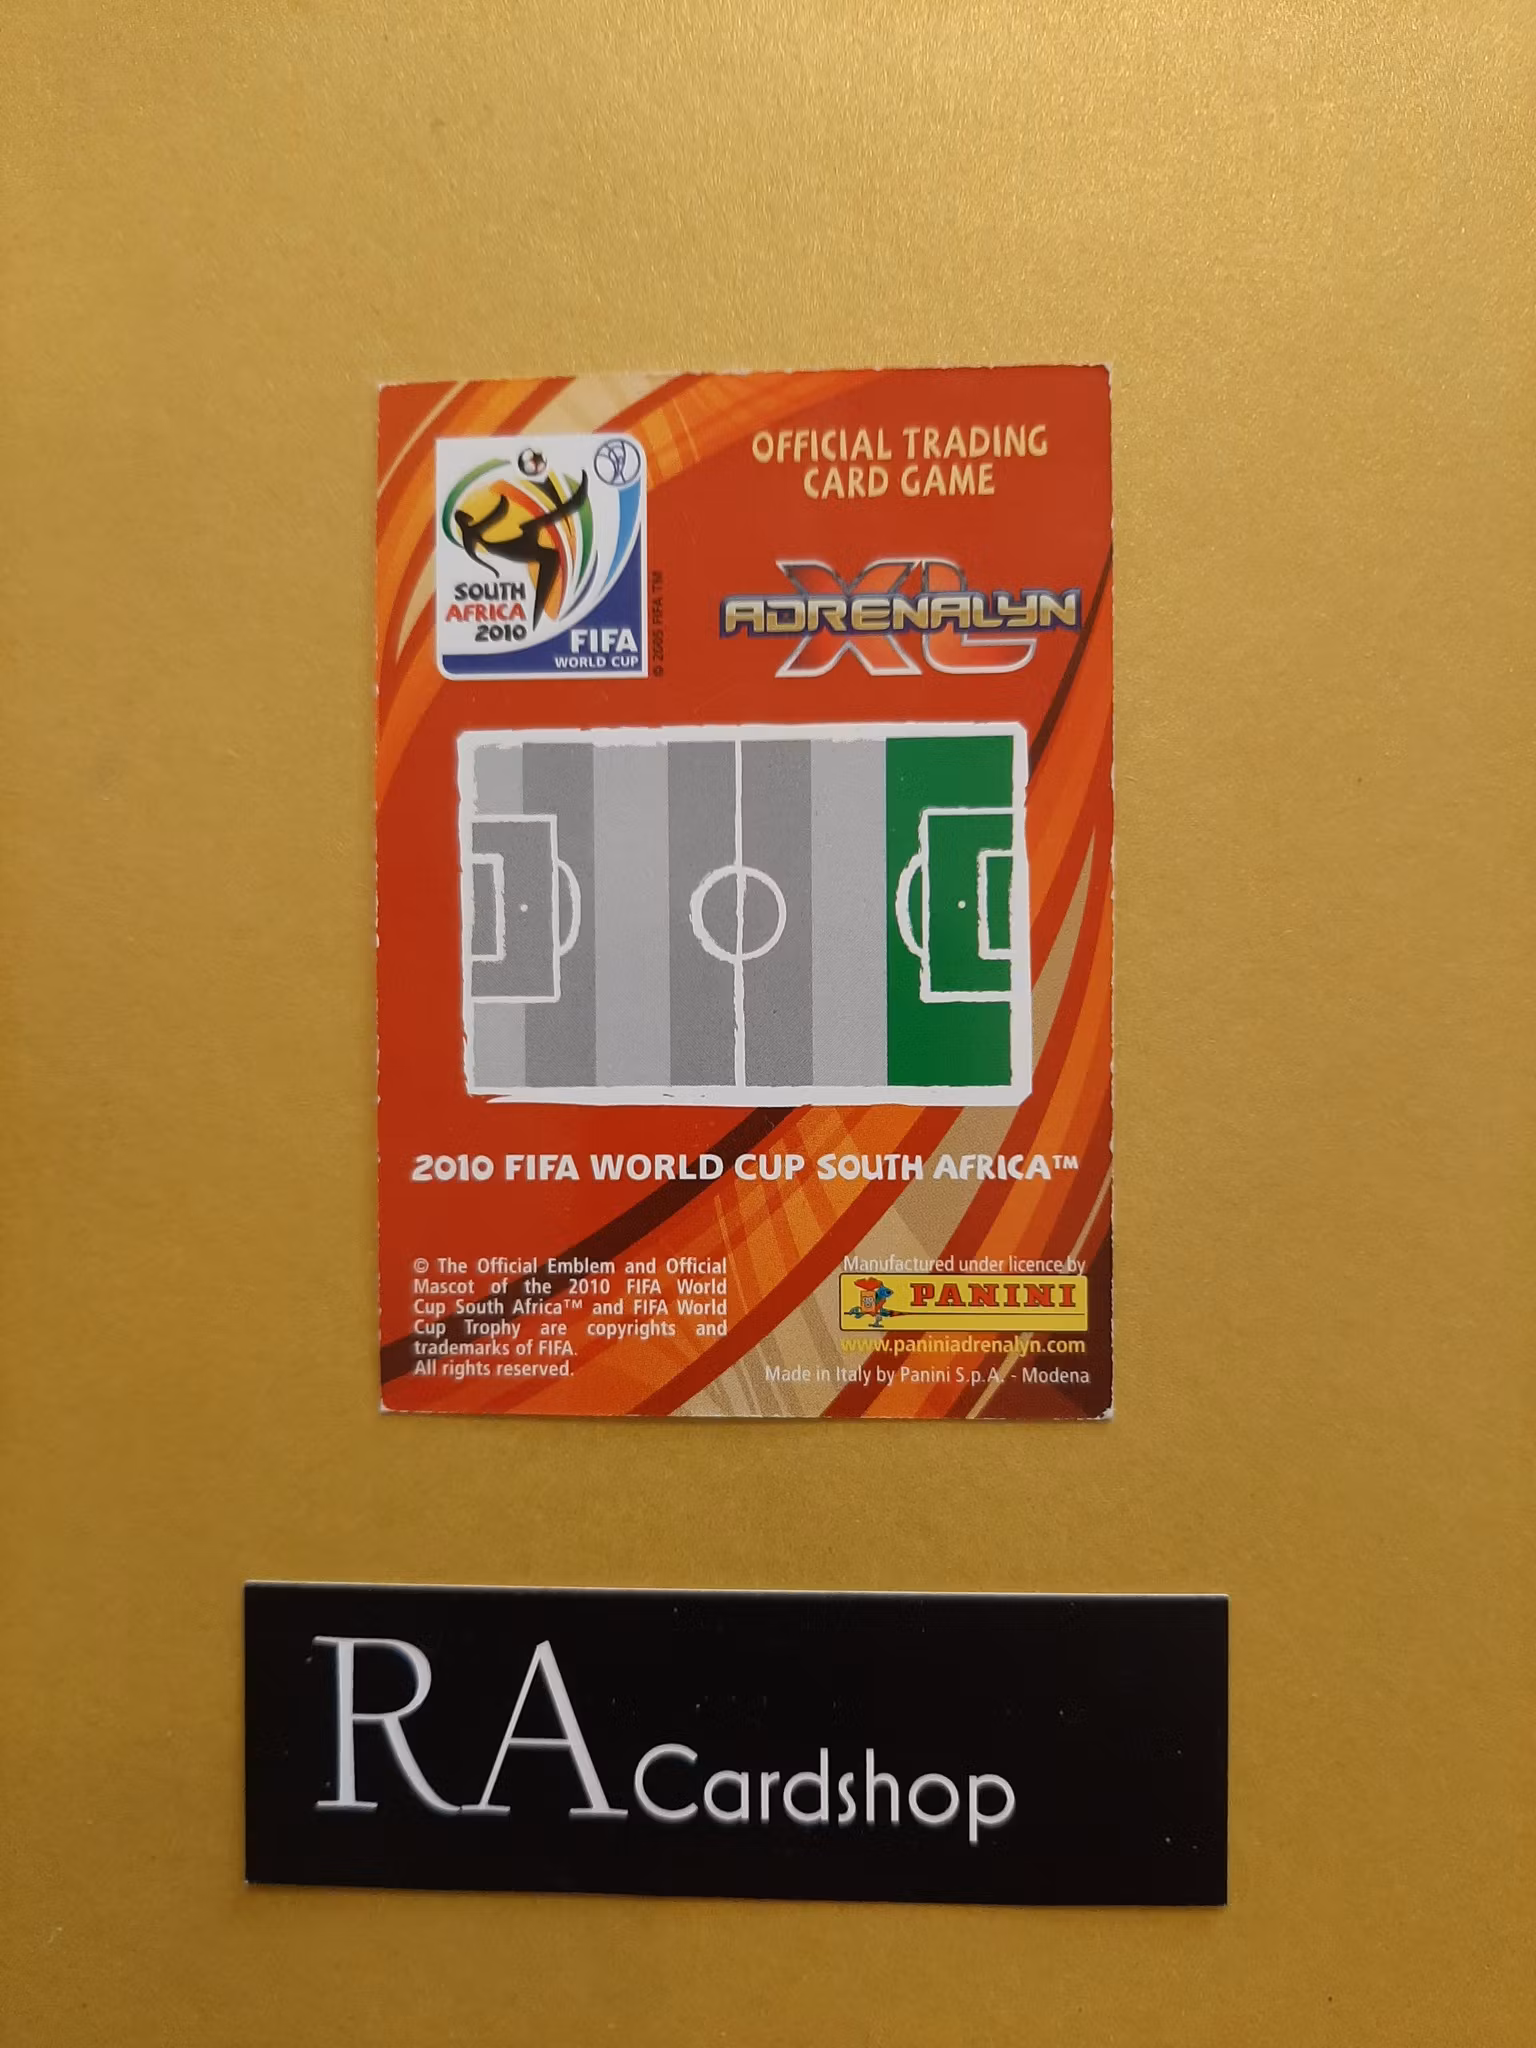 OFFICIAL TRADING
CARD GAME
SOUTH
AFRICA
2010
FIFA
WORLD CUP
© 2005 FIFA TM
ADRENALYN
XL
2010 FIFA WORLD CUP SOUTH AFRICA™
© The Official Emblem and Official
Mascot of the 2010 FIFA World
Cup South Africa™ and FIFA World
Cup Trophy are copyrights and
trademarks of FIFA.
All rights reserved.
Manufactured under licence by
PANINI
www.paniniadrenalyn.com
Made in Italy by Panini S.p.A. - Modena
RA Cardshop